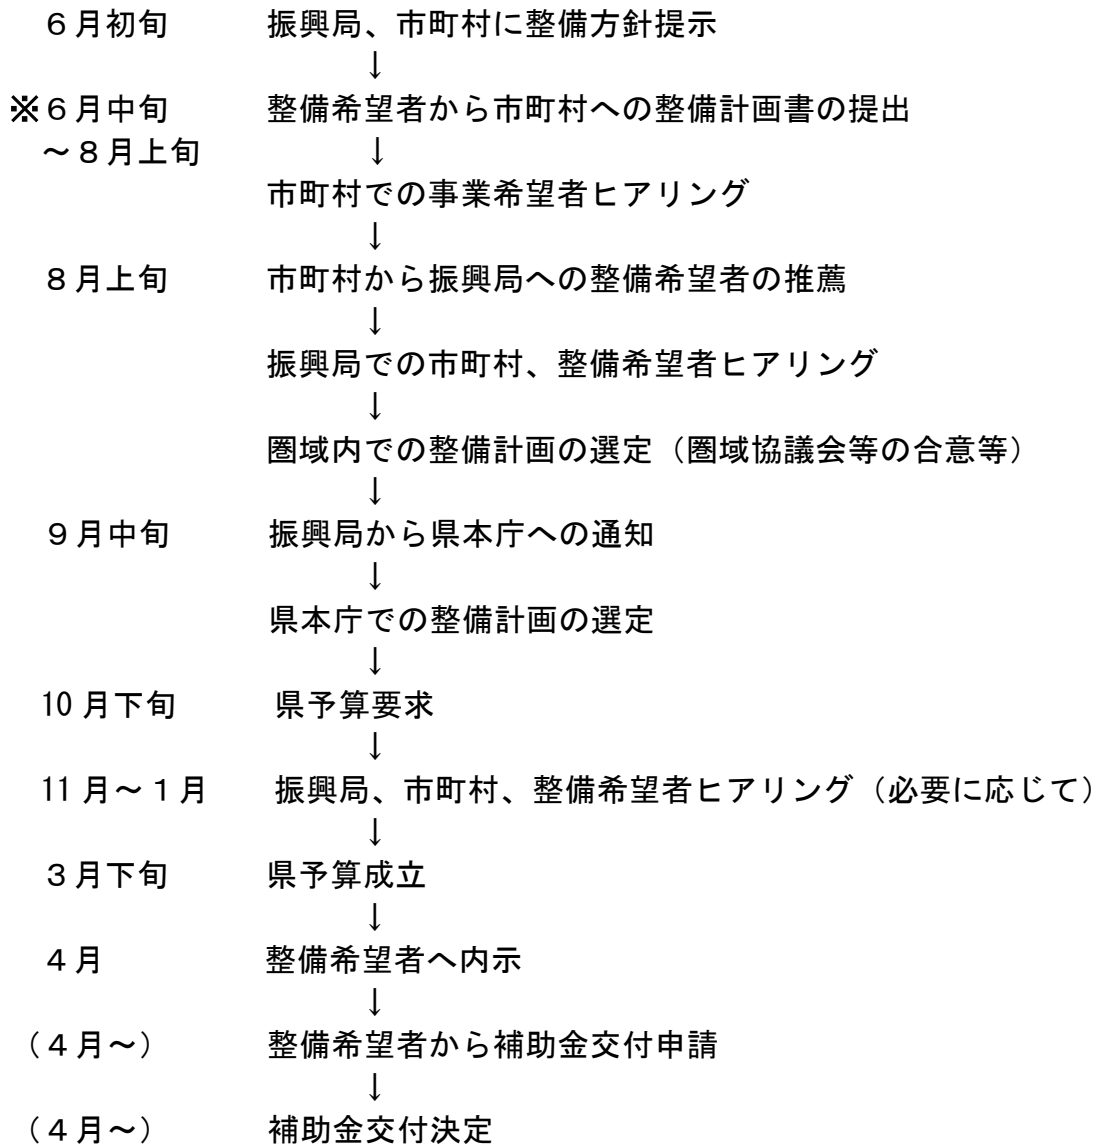 ６月初旬　振興局、市町村に整備方針提示
↓
※６月中旬　整備希望者から市町村への整備計画書の提出
～８月上旬　↓
市町村での事業希望者ヒアリング
↓
８月上旬　市町村から振興局への整備希望者の推薦
↓
振興局での市町村、整備希望者ヒアリング
↓
圏域内での整備計画の選定（圏域協議会等の合意等）
↓
９月中旬　振興局から県本庁への通知
↓
県本庁での整備計画の選定
↓
10月下旬　県予算要求
↓
11月～１月　振興局、市町村、整備希望者ヒアリング（必要に応じて）
↓
３月下旬　県予算成立
↓
４月　整備希望者へ内示
↓
（４月～）　整備希望者から補助金交付申請
↓
（４月～）　補助金交付決定